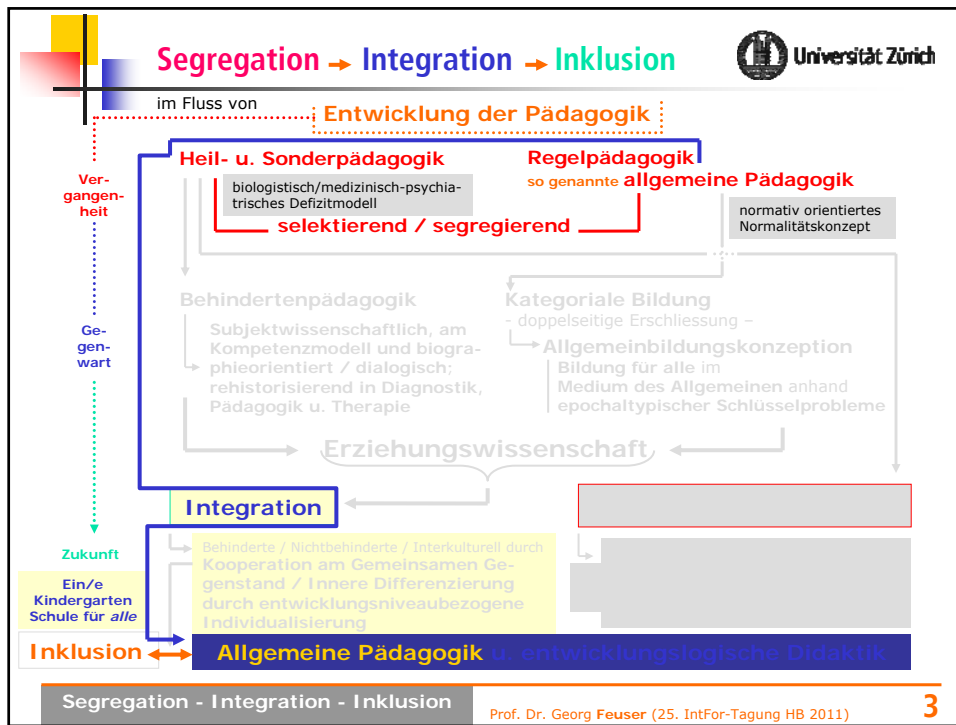 Segregation → Integration → Inklusion
Universität Zürich
im Fluss von
Entwicklung der Pädagogik
Ver-
gangen-
heit
Heil- u. Sonderpädagogik
biologistisch/medizinisch-psychia-
trisches Defizitmodell
Regelpädagogik
so genannte allgemeine Pädagogik
normativ orientiertes
Normalitätskonzept
selektierend / segregierend
Ge-
gen-
wart
Behindertenpädagogik
Subjektwissenschaftlich, am
Kompetenzmodell und biogra-
phieorientiert / dialogisch;
rehistorisierend in Diagnostik,
Pädagogik u. Therapie
Kategoriale Bildung
- doppelseitige Erschliessung –
Allgemeinbildungskonzeption
Bildung für alle im
Medium des Allgemeinen anhand
epochaltypischer Schlüsselprobleme
Erziehungswissenschaft
Integration
Zukunft
Behinderte / Nichtbehinderte / Interkulturell durch
Kooperation am Gemeinsamen Ge-
genstand / Innere Differenzierung
durch entwicklungsniveaubezogene
Individualisierung
Ein/e
Kindergarten
Schule für alle
Inklusion
Allgemeine Pädagogik u. entwicklungslogische Didaktik
Segregation - Integration - Inklusion
Prof. Dr. Georg Feuser (25. IntFor-Tagung HB 2011)
3